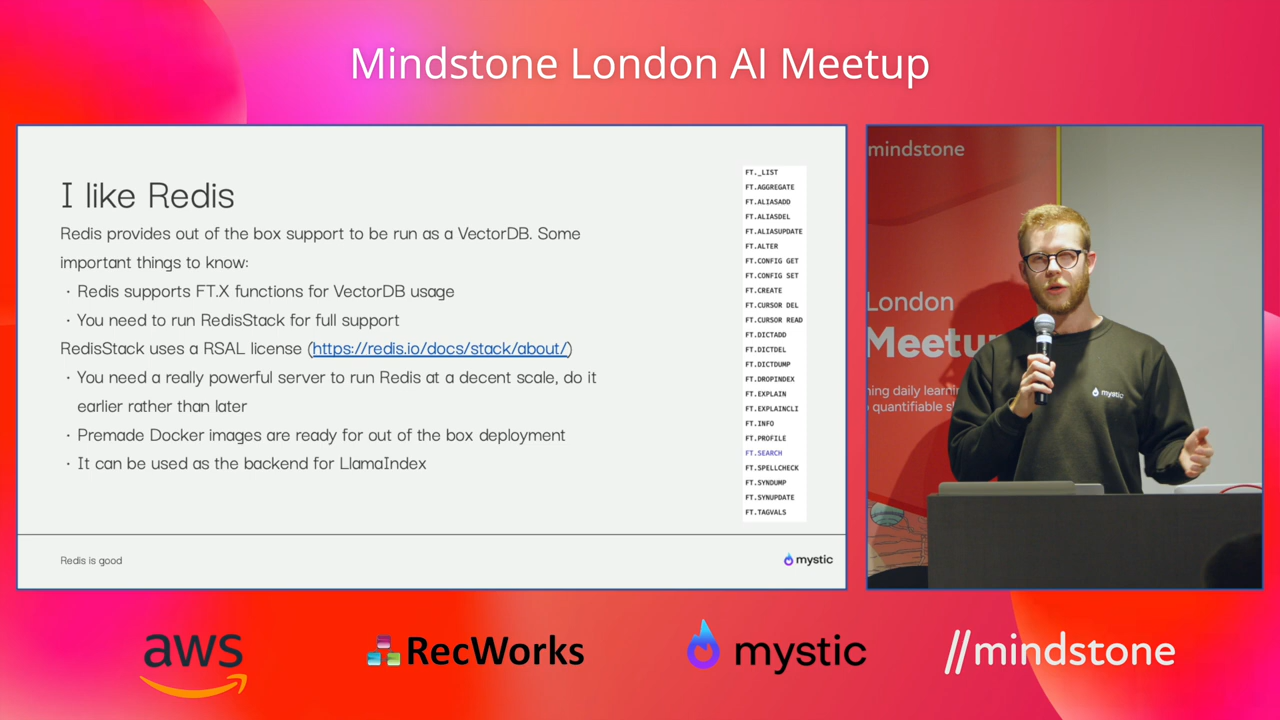 Mindstone London AI Meetup
I like Redis
Redis provides out of the box support to be run as a VectorDB. Some
important things to know:
· Redis supports FT.X functions for VectorDB usage
· You need to run RedisStack for full support
RedisStack uses a RSAL license (https://redis.io/docs/stack/about/)
· You need a really powerful server to run Redis at a decent scale, do it
earlier rather than later
· Premade Docker images are ready for out of the box deployment
· It can be used as the backend for LlamaIndex
FT._LIST
FT.AGGREGATE
FT.ALIASADD
FT.ALIASDEL
FT.ALIASUPDATE
FT.ALTER
FT.CONFIG GET
FT.CONFIG SET
FT.CREATE
FT.CURSOR DEL
FT.CURSOR READ
FT.DICTADD
FT.DICTDEL
FT.DICTDUMP
FT.DROPINDEX
FT.EXPLAIN
FT.EXPLAINCLI
FT.INFO
FT.PROFILE
FT.SEARCH
FT.SPELLCHECK
FT.SYNDUMP
FT.SYNUPDATE
FT.TAGVALS
Redis is good
mystic
mindstone
London
Meetup
daily
quantifiable
mystic
aws
RecWorks
mystic
//mindstone